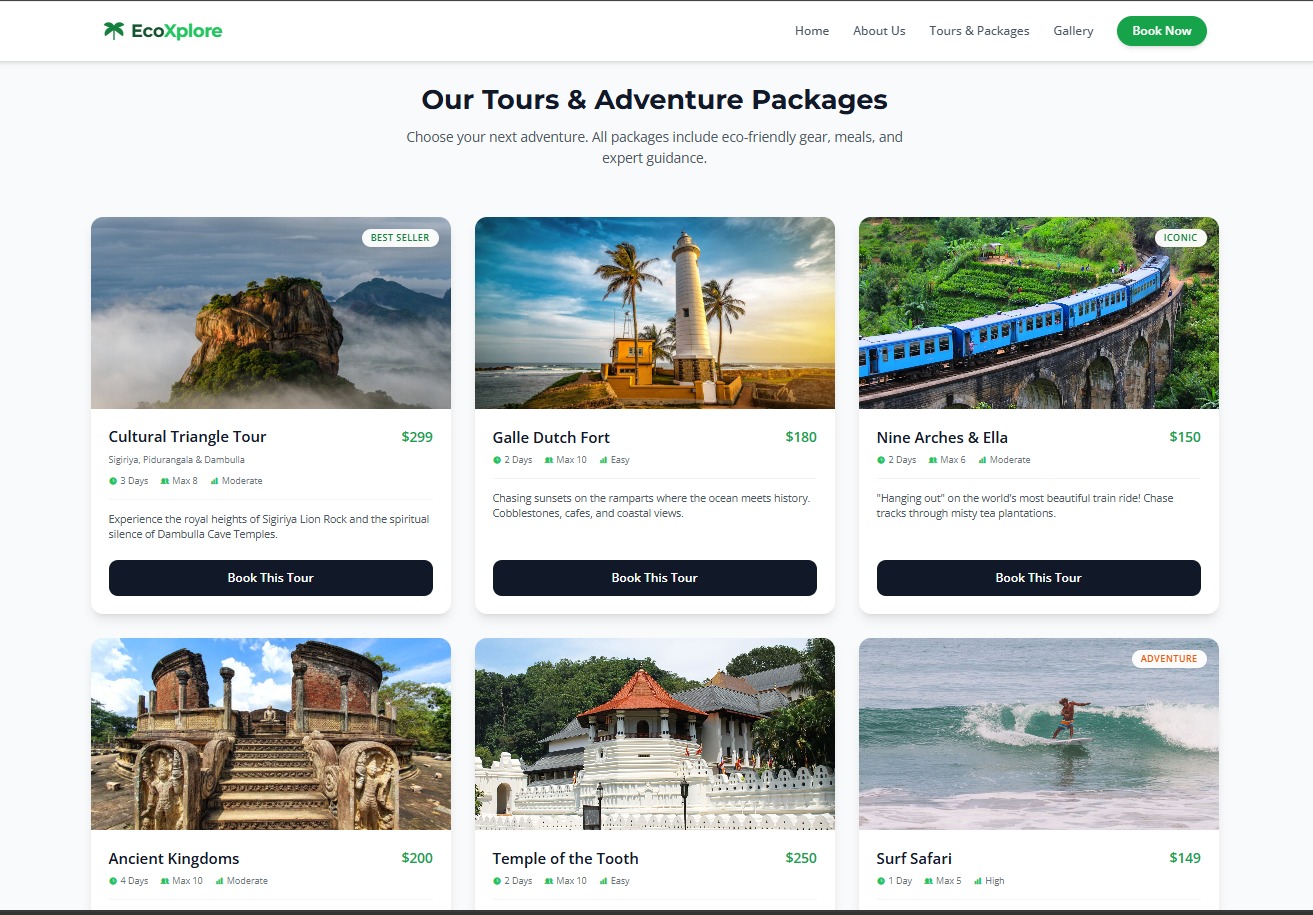 EcoXplore
Home About Us Tours & Packages Gallery Book Now
Our Tours & Adventure Packages
Choose your next adventure. All packages include eco-friendly gear, meals, and
expert guidance.
BEST SELLER
Cultural Triangle Tour $299
Sigiriya, Pidurangala & Dambulla
3 Days Max 8 Moderate
Experience the royal heights of Sigiriya Lion Rock and the spiritual
silence of Dambulla Cave Temples.
Book This Tour
Galle Dutch Fort $180
2 Days Max 10 Easy
Chasing sunsets on the ramparts where the ocean meets history.
Cobblestones, cafes, and coastal views.
Book This Tour
ICONIC
Nine Arches & Ella $150
2 Days Max 6 Moderate
"Hanging out" on the world's most beautiful train ride! Chase
tracks through misty tea plantations.
Book This Tour
Ancient Kingdoms $200
4 Days Max 10 Moderate
Temple of the Tooth $250
2 Days Max 10 Easy
ADVENTURE
Surf Safari $149
1 Day Max 5 High